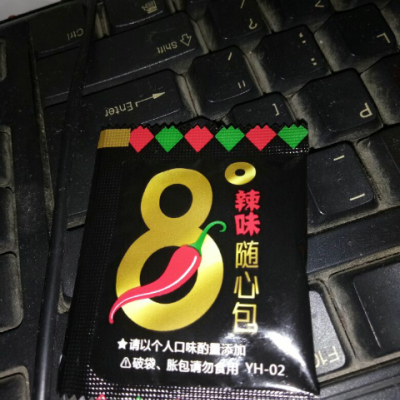 8°
辣味
随心包
★请以个人口味酌量添加
⚠破袋、胀包请勿食用 YH-02
Ctrl
Shift
Enter
L
P